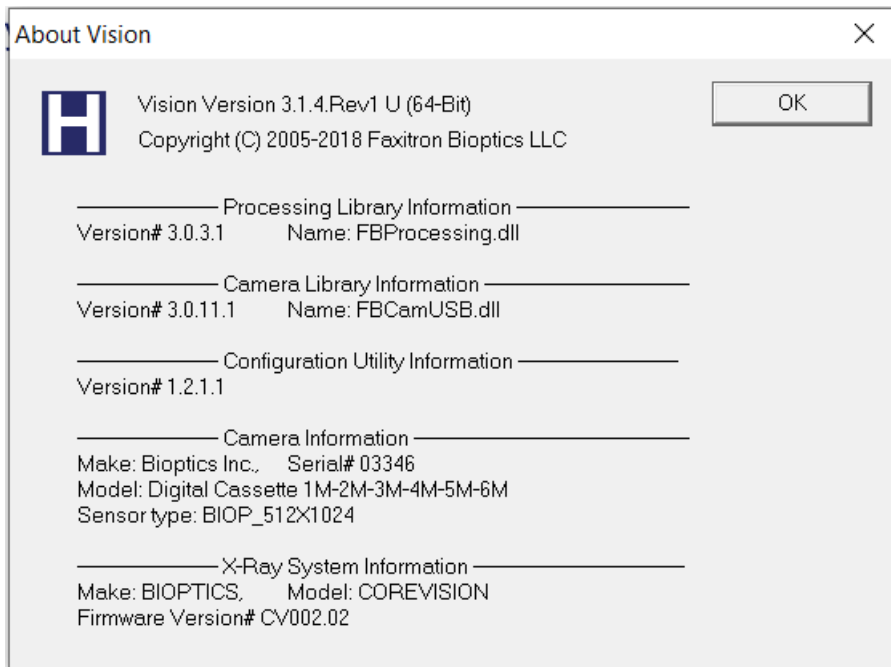 About Vision
H
Vision Version 3.1.4.Rev1 U (64-Bit)
OK
Copyright (C) 2005-2018 Faxitron Bioptics LLC
Processing Library Information
Version# 3.0.3.1 Name: FBProcessing.dll
Camera Library Information
Version# 3.0.11.1 Name: FBCamUSB.dll
Configuration Utility Information
Version# 1.2.1.1
Camera Information
Make: Bioptics Inc., Serial# 03346
Model: Digital Cassette 1M-2M-3M-4M-5M-6M
Sensor type: BIOP_512X1024
X-Ray System Information
Make: BIOPTICS, Model: COREVISION
Firmware Version# CV002.02